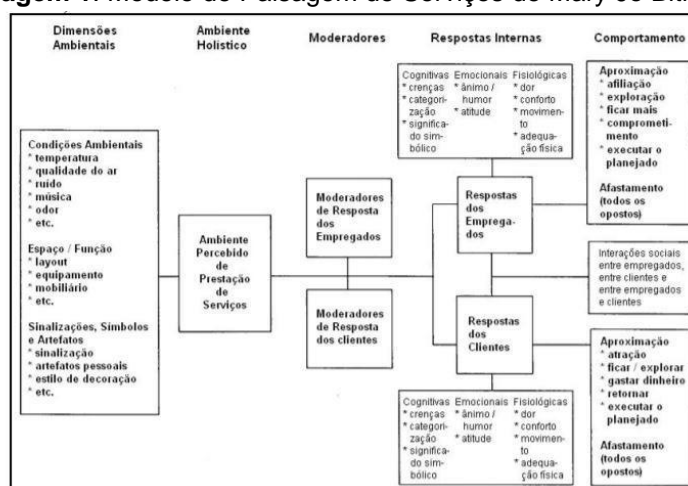 Dimensões
Ambientais
Ambiente
Holistico
Moderadores
Respostas Internas
Comportamento
Condições Ambientais
* temperatura
* qualidade do ar
* ruído
* música
* odor
* etc.
Espaço / Função
* layout
* equipamento
* mobiliário
* etc.
Sinalizações, Símbolos
e Artefatos
* sinalização
* artefatos pessoais
* estilo de decoração
* etc.
Ambiente
Percebido
de
Prestação
de
Serviços
Moderadores
de Resposta
dos
Empregados
Moderadores
de Resposta
dos clientes
Cognitivas
* crenças
* categori-
zação
* significa-
do sim-
bólico
Emocionais
* ânimo /
humor
* atitude
Fisiológicas
* dor
* conforto
* movimen-
to
* adequa-
ção física
Respostas
dos
Emprega-
dos
Respostas
dos
Clientes
Cognitivas
* crenças
* categori-
zação
* significa-
do sim-
bólico
Emocionais
* ânimo /
humor
* atitude
Fisiológicas
* dor
* conforto
* movimen-
to
* adequa-
ção física
Aproximação
* afiliação
* exploração
* ficar mais
* comprometi-
mento
* executar o
planejado
Afastamento
(todos os
opostos)
Interações sociais
entre empregados,
entre clientes e
entre empregados
e clientes
Aproximação
* atração
* ficar / explorar
* gastar dinheiro
* retornar
* executar o
planejado
Afastamento
(todos os
opostos)